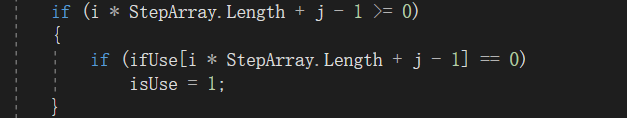 if (i * StepArray.Length + j - 1 >= 0)
{
if (ifUse[i * StepArray.Length + j - 1] == 0)
isUse = 1;
}